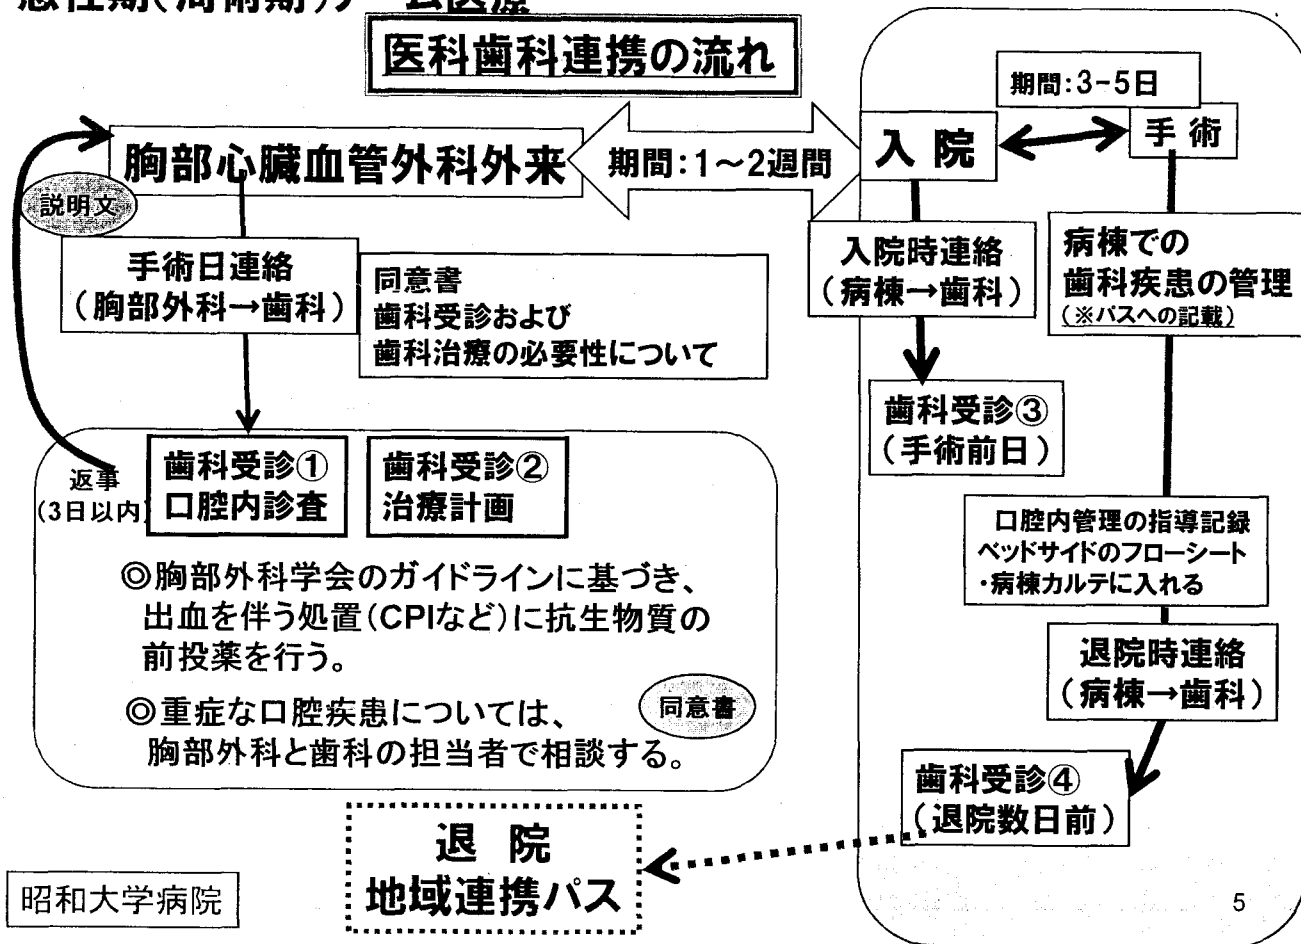 医科歯科連携の流れ
期間:3-5日
胸部心臓血管外科外来
期間:1～2週間
入 院
手 術
説明文
手術日連絡
(胸部外科→歯科)
同意書
歯科受診および
歯科治療の必要性について
入院時連絡
(病棟→歯科)
病棟での
歯科疾患の管理
(※パスへの記載)
歯科受診③
(手術前日)
返事
(3日以内)
歯科受診①
口腔内診査
歯科受診②
治療計画
口腔内管理の指導記録
ベッドサイドのフローシート
・病棟カルテに入れる
◎胸部外科学会のガイドラインに基づき、
出血を伴う処置(CPIなど)に抗生物質の
前投薬を行う。
◎重症な口腔疾患については、
胸部外科と歯科の担当者で相談する。
同意書
退院時連絡
(病棟→歯科)
歯科受診④
(退院数日前)
退 院
地域連携パス
昭和大学病院
5